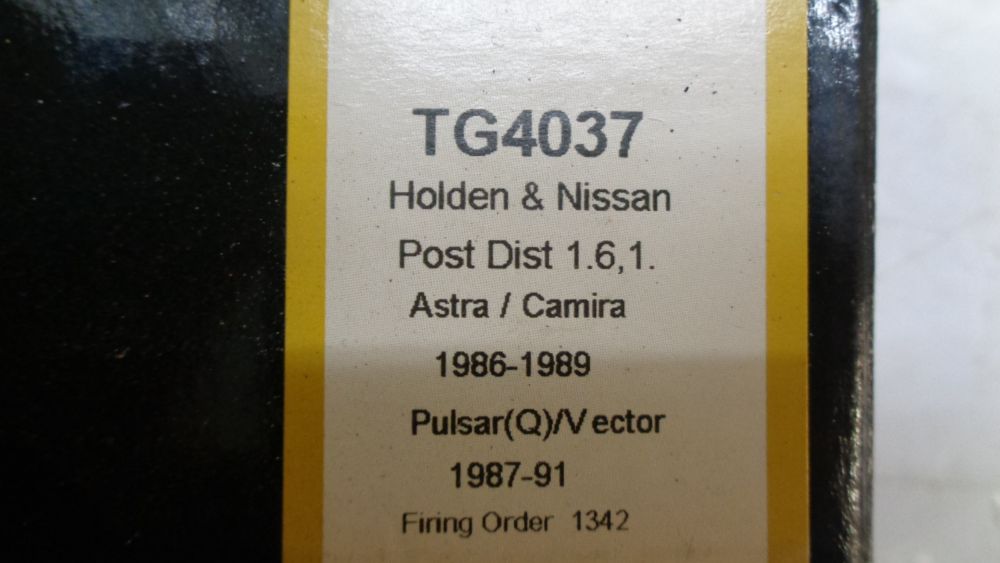 TG4037
Holden & Nissan
Post Dist 1.6,1.
Astra / Camira
1986-1989
Pulsar(Q)/Vector
1987-91
Firing Order 1342